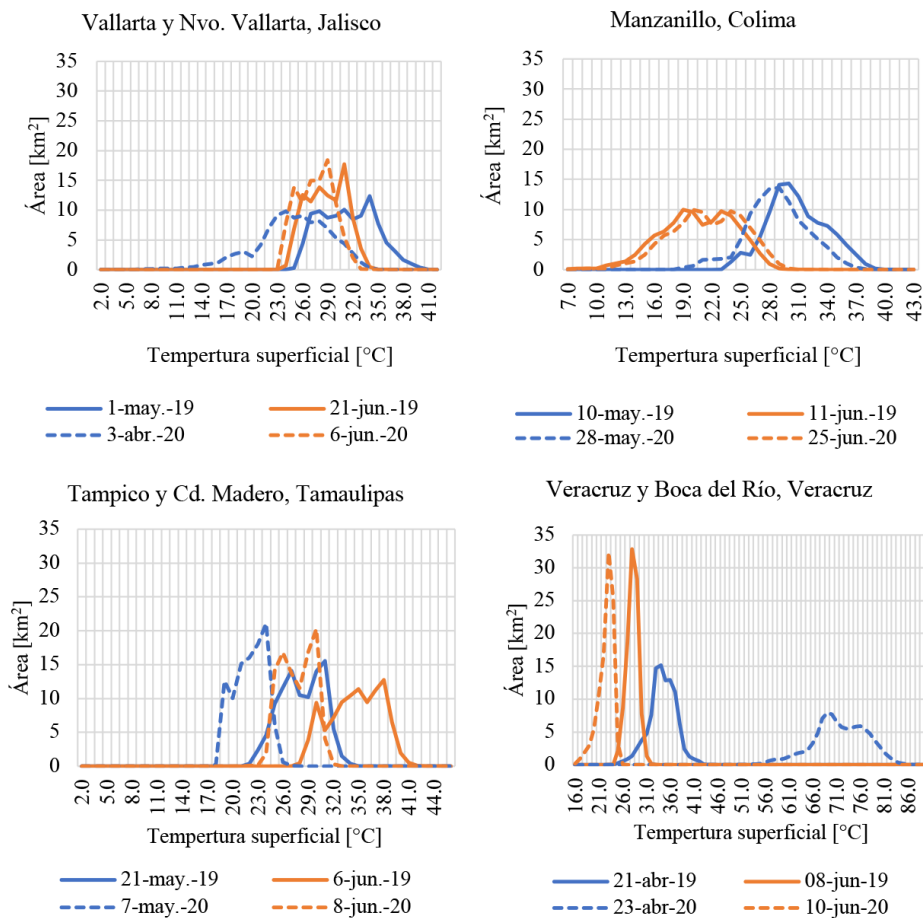 Vallarta y Nvo. Vallarta, Jalisco
Área [km²]
35
30
25
20
15
10
5
0
2.0 5.0 8.0 11.0 14.0 17.0 20.0 23.0 26.0 29.0 32.0 35.0 38.0 41.0
Tempertura superficial [°C]
1-may.-19 21-jun.-19
3-abr.-20 6-jun.-20
Manzanillo, Colima
Área [km²]
35
30
25
20
15
10
5
0
7.0 10.0 13.0 16.0 19.0 22.0 25.0 28.0 31.0 34.0 37.0 40.0 43.0
Tempertura superficial [°C]
10-may.-19 11-jun.-19
28-may.-20 25-jun.-20
Tampico y Cd. Madero, Tamaulipas
Área [km²]
35
30
25
20
15
10
5
0
2.0 5.0 8.0 11.0 14.0 17.0 20.0 23.0 26.0 29.0 32.0 35.0 38.0 41.0 44.0
Tempertura superficial [°C]
21-may.-19 6-jun.-19
7-may.-20 8-jun.-20
Veracruz y Boca del Río, Veracruz
Área [km²]
35
30
25
20
15
10
5
0
16.0 21.0 26.0 31.0 36.0 41.0 46.0 51.0 56.0 61.0 66.0 71.0 76.0 81.0 86.0
Tempertura superficial [°C]
21-abr-19 08-jun-19
23-abr-20 10-jun-20